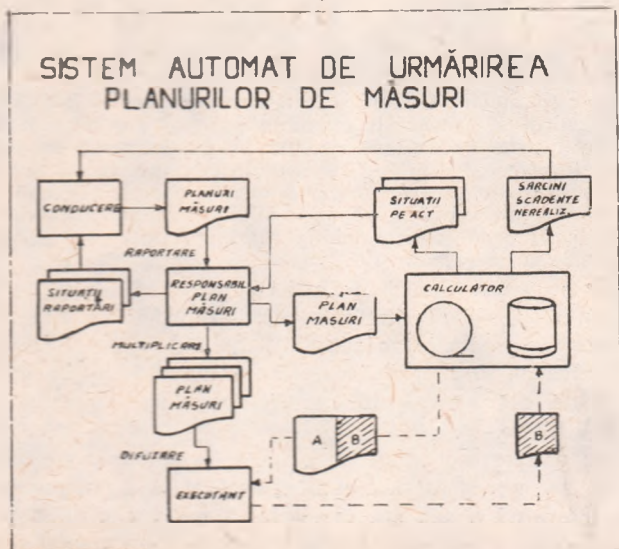 SISTEM AUTOMAT DE URMĂRIREA
PLANURILOR DE MĂSURI
CONDUCERE
PLANURI
MĂSURI
SITUAȚII
PE ACT
SARCINI
SCADENTE
NEREALIZ.
RAPORTARE
SITUAȚII
RAPORTĂRI
RESPONSABIL
PLAN
MĂSURI
PLAN
MASURI
CALCULATOR
MULTIPLICARE
PLAN
MĂSURI
A
B
B
DIFUZARE
EXECUTANT